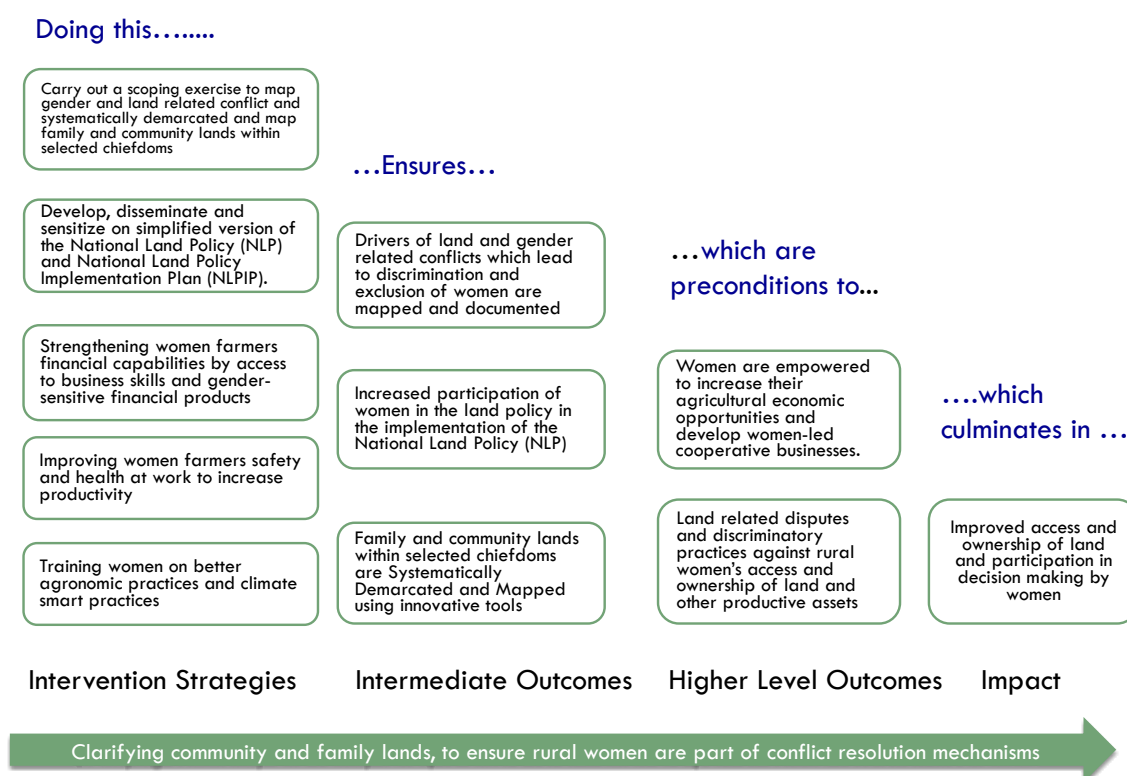 Doing this….....
Carry out a scoping exercise to map
gender and land related conflict and
systematically demarcated and map
family and community lands within
selected chiefdoms
Develop, disseminate and
sensitize on simplified version of
the National Land Policy (NLP)
and National Land Policy
Implementation Plan (NLPIP).
Strengthening women farmers
financial capabilities by access
to business skills and gender-
sensitive financial products
Improving women farmers safety
and health at work to increase
productivity
Training women on better
agronomic practices and climate
smart practices
Intervention Strategies
…Ensures…
Drivers of land and gender
related conflicts which lead
to discrimination and
exclusion of women are
mapped and documented
Increased participation of
women in the land policy in
the implementation of the
National Land Policy (NLP)
Family and community lands
within selected chiefdoms
are Systematically
Demarcated and Mapped
using innovative tools
Intermediate Outcomes
…which are
preconditions to...
Women are empowered
to increase their
agricultural economic
opportunities and
develop women-led
cooperative businesses.
Land related disputes
and discriminatory
practices against rural
women's access and
ownership of land and
other productive assets
Higher Level Outcomes
….which
culminates in …
Improved access and
ownership of land
and participation in
decision making by
women
Impact
Clarifying community and family lands, to ensure rural women are part of conflict resolution mechanisms